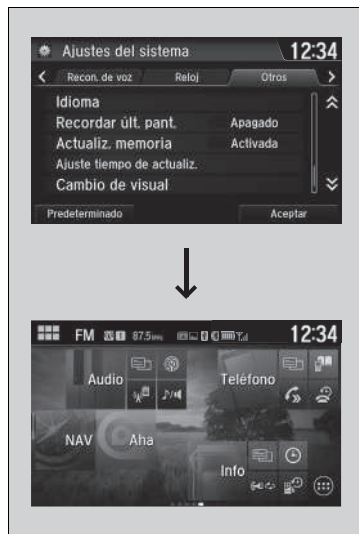 Ajustes del sistema 12:34
Recon. de voz Reloj Otros
Idioma
Recordar últ. pant. Apagado
Actualiz. memoria Activada
Ajuste tiempo de actualiz.
Cambio de visual
Predeterminado Aceptar
FM 87.5 12:34
Audio Teléfono
NAV Aha
Info